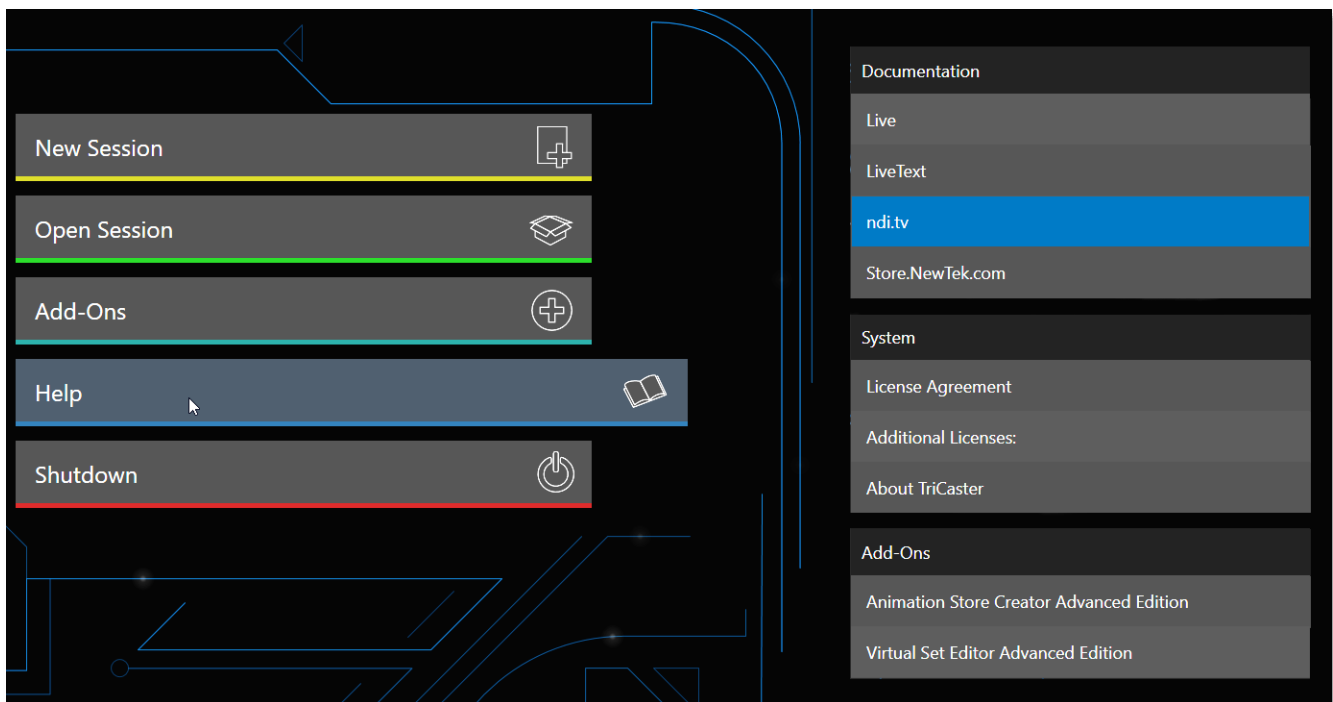 New Session
Open Session
Add-Ons
Help
Shutdown
Documentation
Live
LiveText
ndi.tv
Store.NewTek.com
System
License Agreement
Additional Licenses:
About TriCaster
Add-Ons
Animation Store Creator Advanced Edition
Virtual Set Editor Advanced Edition